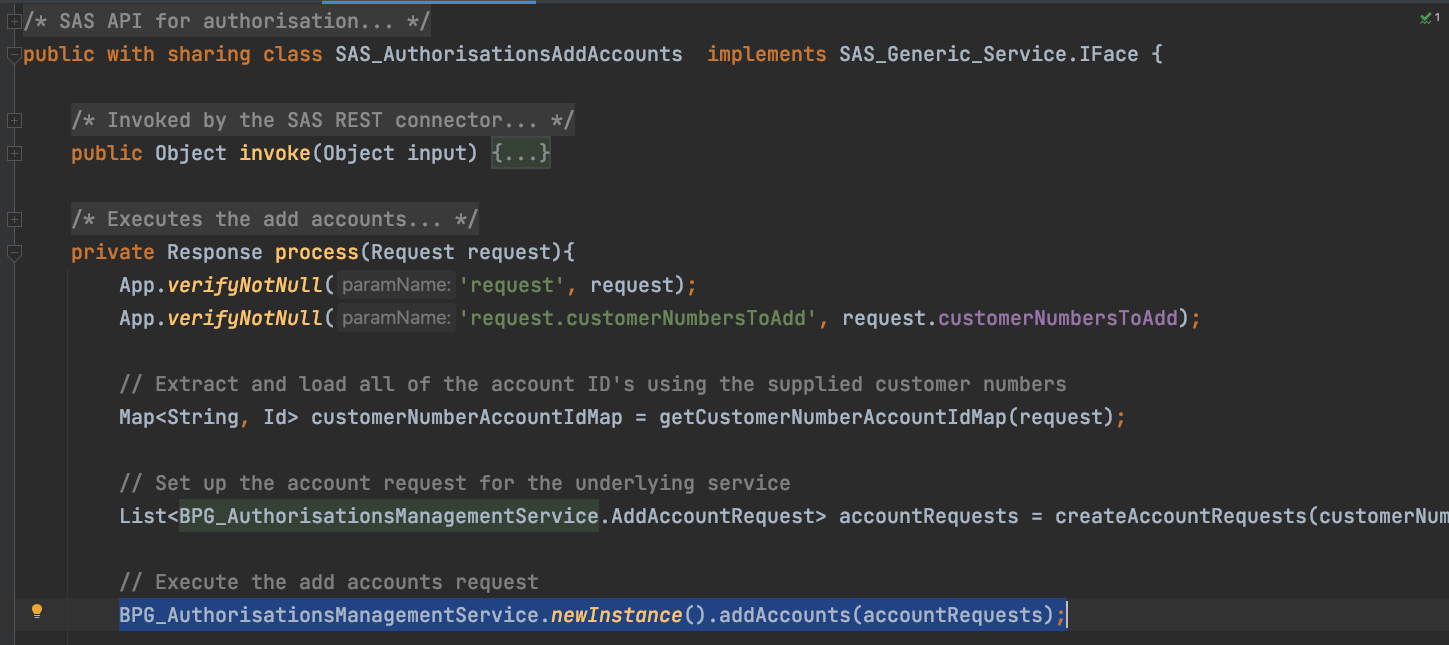 /* SAS API for authorisation... */
1
public with sharing class SAS_AuthorisationsAddAccounts  implements SAS_Generic_Service.IFace {
/* Invoked by the SAS REST connector... */
public Object invoke(Object input) {...}
/* Executes the add accounts... */
private Response process(Request request){
App.verifyNotNull( paramName: 'request', request);
App.verifyNotNull( paramName: 'request.customerNumbersToAdd', request.customerNumbersToAdd);
// Extract and load all of the account ID's using the supplied customer numbers
Map<String, Id> customerNumberAccountIdMap = getCustomerNumberAccountIdMap(request);
// Set up the account request for the underlying service
List<BPG_AuthorisationsManagementService.AddAccountRequest> accountRequests = createAccountRequests(customerNum
// Execute the add accounts request
BPG_AuthorisationsManagementService.newInstance().addAccounts(accountRequests);